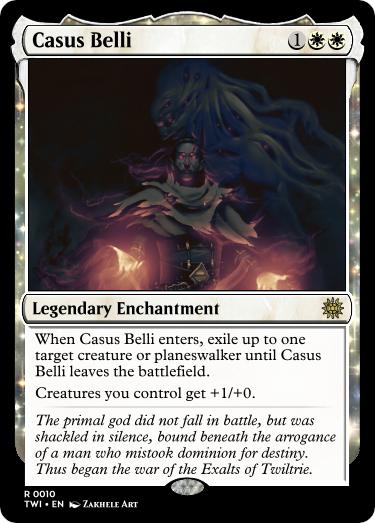 Casus Belli 1
Legendary Enchantment
When Casus Belli enters, exile up to one
target creature or planeswalker until Casus
Belli leaves the battlefield.
Creatures you control get +1/+0.
The primal god did not fall in battle, but was
shackled in silence, bound beneath the arrogance
of a man who mistook dominion for destiny.
Thus began the war of the Exalts of Twiltrie.
R 0010
TWI • EN Zakhele Art